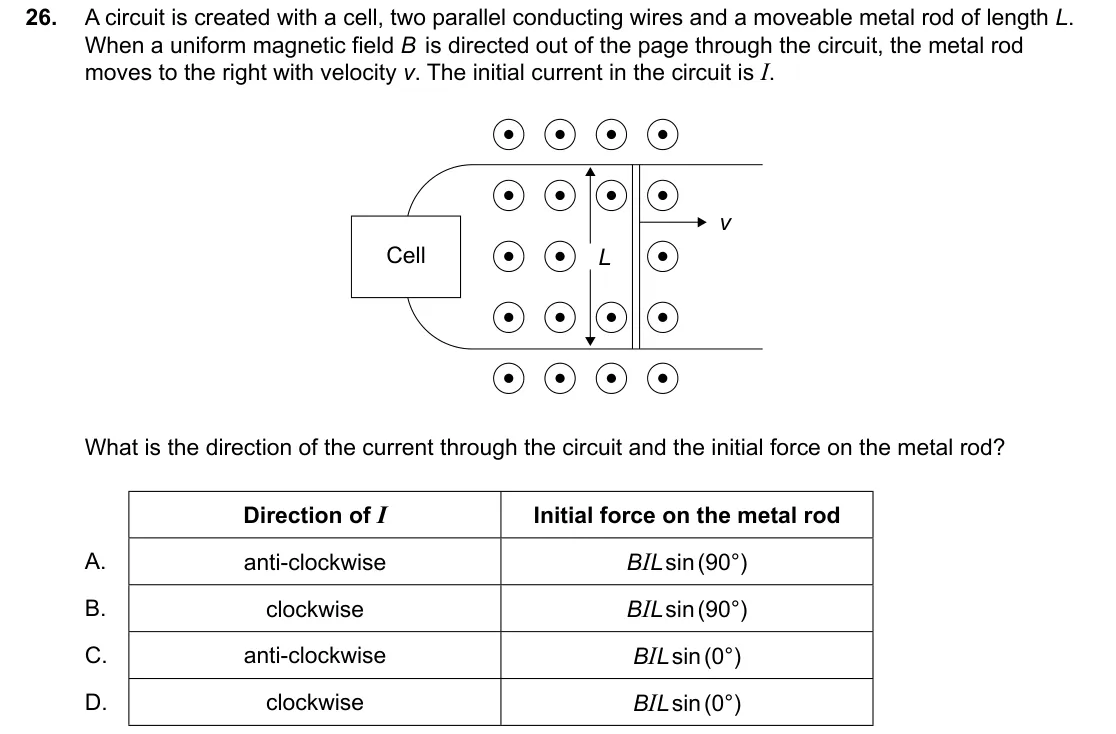 26. A circuit is created with a cell, two parallel conducting wires and a moveable metal rod of length L.
When a uniform magnetic field B is directed out of the page through the circuit, the metal rod
moves to the right with velocity v. The initial current in the circuit is I.
v
Cell
L
What is the direction of the current through the circuit and the initial force on the metal rod?
Direction of I Initial force on the metal rod
A. anti-clockwise BIL sin (90°)
B. clockwise BIL sin (90°)
C. anti-clockwise BIL sin (0°)
D. clockwise BIL sin (0°)